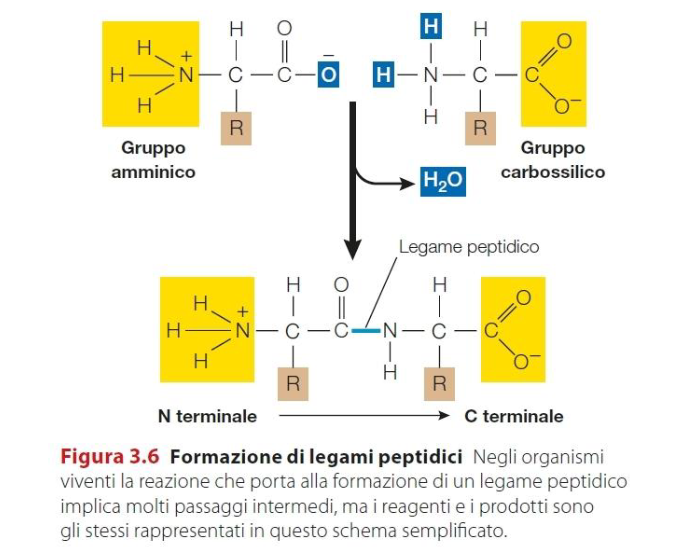 H H O H H O
H + Ō
H N C C O H N C C
H H O⁻
R R
Gruppo amminico
Gruppo carbossilico
H₂O
Legame peptidico
H O H O
H +
H N C C N C C
H H O⁻
R R
N terminale C terminale
Figura 3.6 Formazione di legami peptidici Negli organismi
viventi la reazione che porta alla formazione di un legame peptidico
implica molti passaggi intermedi, ma i reagenti e i prodotti sono
gli stessi rappresentati in questo schema semplificato.